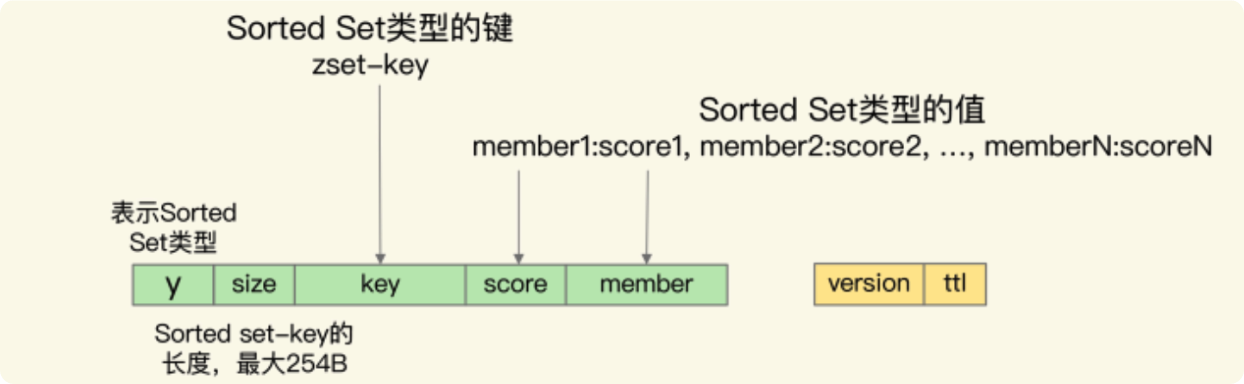 Sorted Set类型的键
zset-key
Sorted Set类型的值
member1:score1, member2:score2, ..., memberN:scoreN
表示Sorted
Set类型
y size key score member version ttl
Sorted set-key的
长度，最大254B